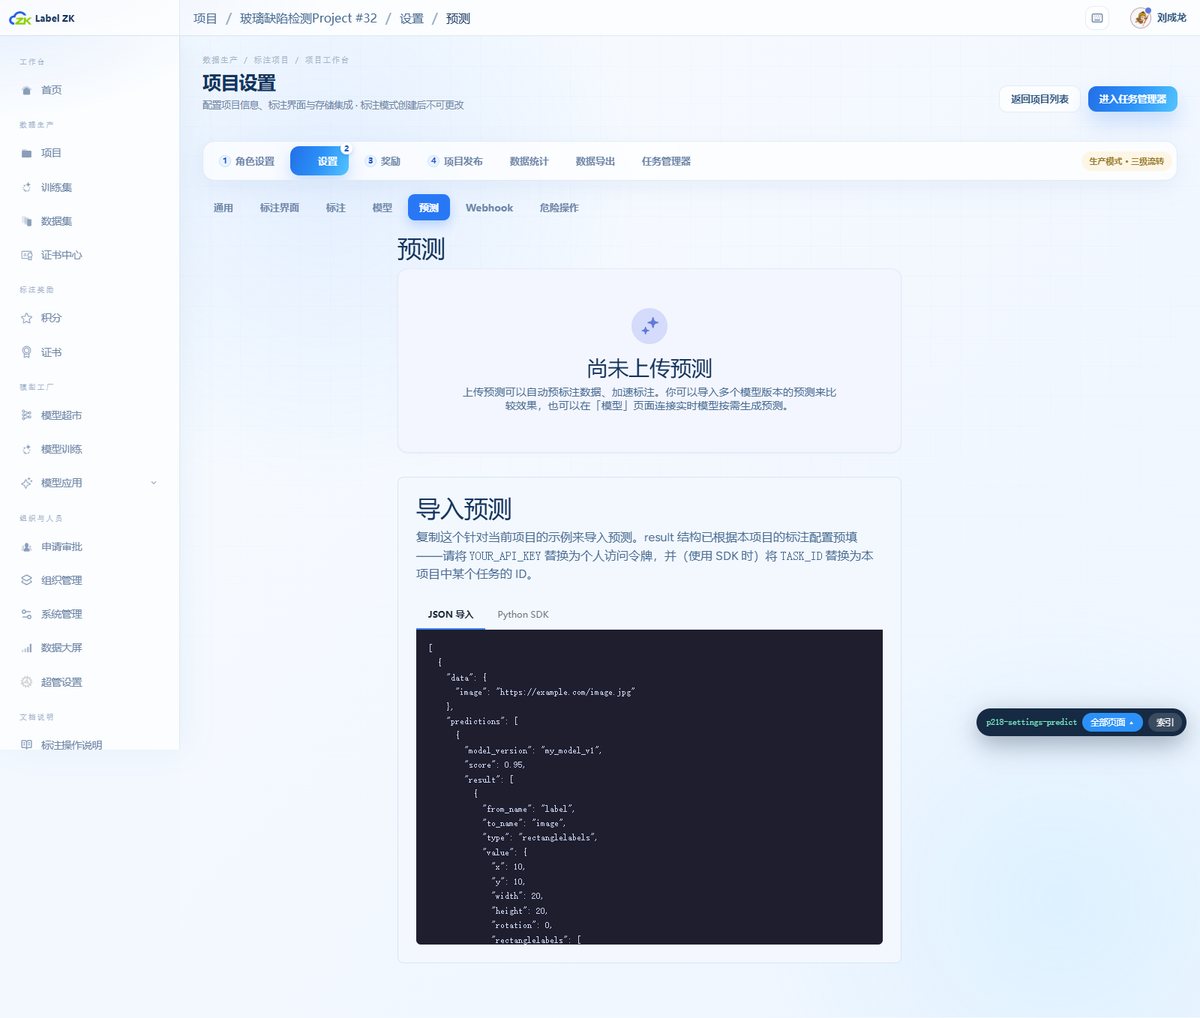 Label ZK
项目 / 玻璃缺陷检测Project #32 / 设置 / 预测
刘成龙
工作台
首页
数据生产
项目
训练集
数据集
证书中心
标注奖励
积分
证书
模型工厂
模型超市
模型训练
模型应用
组织与人员
申请审批
组织管理
系统管理
数据大屏
超管设置
文档说明
标注操作说明
数据生产 / 标注项目 / 项目工作台
项目设置
配置项目信息、标注界面与存储集成 · 标注模式创建后不可更改
返回项目列表
进入任务管理器
1 角色设置
设置 2
3 奖励
4 项目发布
数据统计
数据导出
任务管理器
生产模式 · 三级流转
通用
标注界面
标注
模型
预测
Webhook
危险操作
预测
尚未上传预测
上传预测可以自动预标注数据、加速标注。你可以导入多个模型版本的预测来比
较效果，也可以在「模型」页面连接实时模型按需生成预测。
导入预测
复制这个针对当前项目的示例来导入预测。result 结构已根据本项目的标注配置预填
——请将 YOUR_API_KEY 替换为个人访问令牌，并（使用 SDK 时）将 TASK_ID 替换为本
项目中某个任务的 ID。
JSON 导入
Python SDK
[
{
"data": {
"image": "https://example.com/image.jpg"
},
"predictions": [
{
"model_version": "my_model_v1",
"score": 0.95,
"result": [
{
"from_name": "label",
"to_name": "image",
"type": "rectanglelabels",
"value": {
"x": 10,
"y": 10,
"width": 20,
"height": 20,
"rotation": 0,
"rectanglelabels": [
p218-settings-predict
全部页面
索引